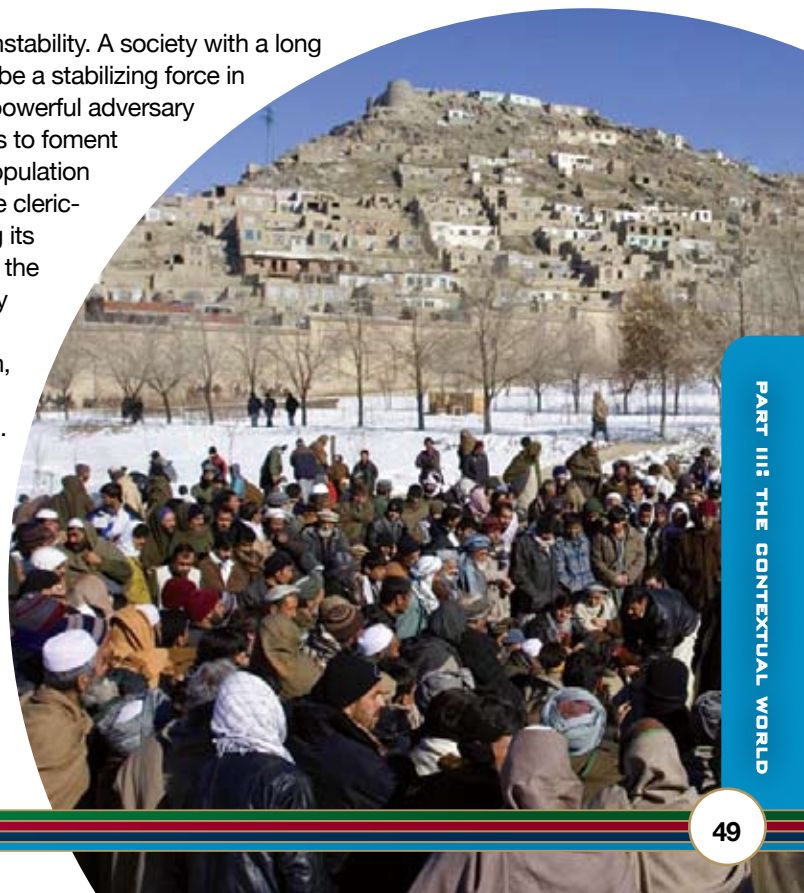 nstability. A society with a long
be a stabilizing force in
powerful adversary
s to foment
opulation
e cleric-
g its
the
y
n,
.
PART III: THE CONTEXTUAL WORLD
49